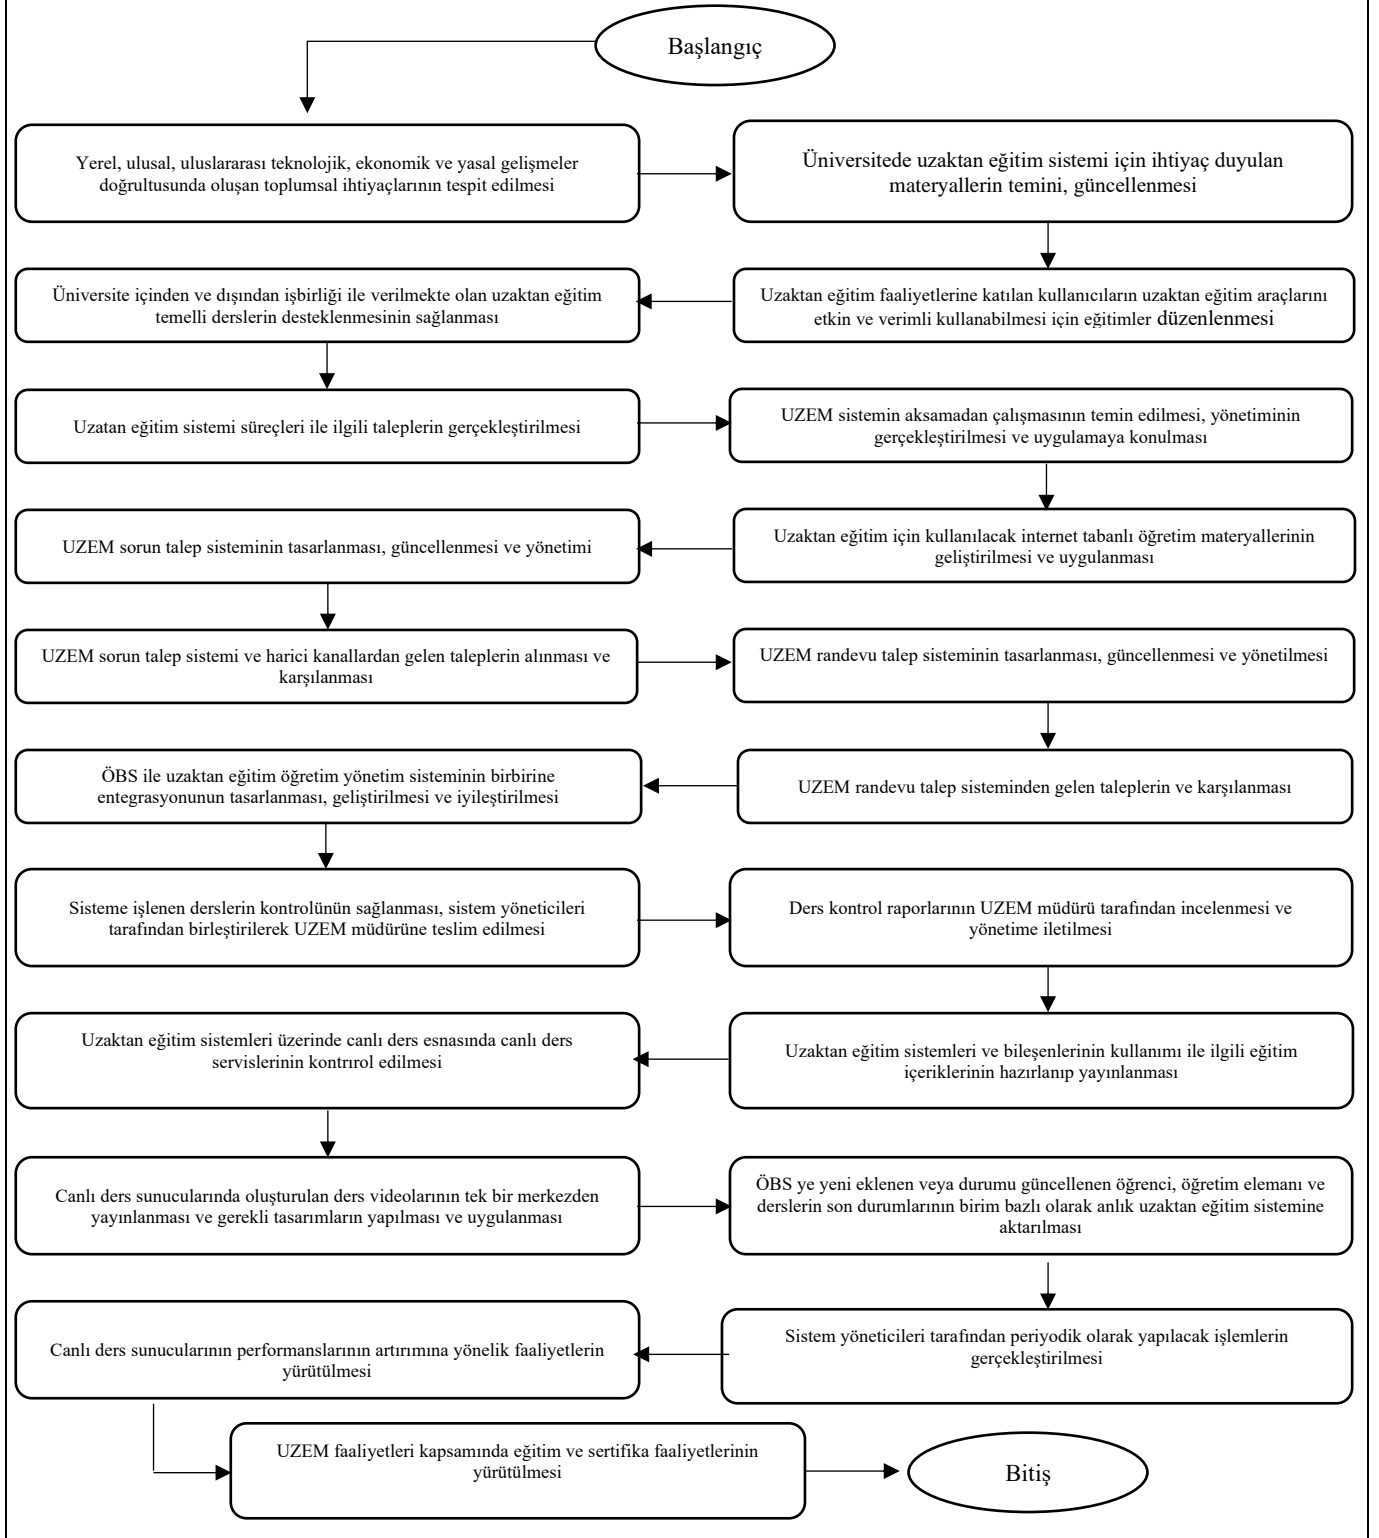 Başlangıç
Yerel, ulusal, uluslararası teknolojik, ekonomik ve yasal gelişmeler
doğrultusunda oluşan toplumsal ihtiyaçlarının tespit edilmesi
Üniversitede uzaktan eğitim sistemi için ihtiyaç duyulan
materyallerin temini, güncellenmesi
Uzaktan eğitim faaliyetlerine katılan kullanıcıların uzaktan eğitim araçlarını
etkin ve verimli kullanabilmesi için eğitimler düzenlenmesi
Üniversite içinden ve dışından işbirliği ile verilmekte olan uzaktan eğitim
temelli derslerin desteklenmesinin sağlanması
Uzatan eğitim sistemi süreçleri ile ilgili taleplerin gerçekleştirilmesi
UZEM sistemin aksamadan çalışmasının temin edilmesi, yönetiminin
gerçekleştirilmesi ve uygulamaya konulması
Uzaktan eğitim için kullanılacak internet tabanlı öğretim materyallerinin
geliştirilmesi ve uygulanması
UZEM sorun talep sisteminin tasarlanması, güncellenmesi ve yönetimi
UZEM sorun talep sistemi ve harici kanallardan gelen taleplerin alınması ve
karşılanması
UZEM randevu talep sisteminin tasarlanması, güncellenmesi ve yönetilmesi
UZEM randevu talep sisteminden gelen taleplerin ve karşılanması
ÖBS ile uzaktan eğitim öğretim yönetim sisteminin birbirine
entegrasyonunun tasarlanması, geliştirilmesi ve iyileştirilmesi
Sisteme işlenen derslerin kontrolünün sağlanması, sistem yöneticileri
tarafından birleştirilerek UZEM müdürüne teslim edilmesi
Ders kontrol raporlarının UZEM müdürü tarafından incelenmesi ve
yönetime iletilmesi
Uzaktan eğitim sistemleri ve bileşenlerinin kullanımı ile ilgili eğitim
içeriklerinin hazırlanıp yayınlanması
Uzaktan eğitim sistemleri üzerinde canlı ders esnasında canlı ders
servislerinin kontrırol edilmesi
Canlı ders sunucularında oluşturulan ders videolarının tek bir merkezden
yayınlanması ve gerekli tasarımların yapılması ve uygulanması
ÖBS ye yeni eklenen veya durumu güncellenen öğrenci, öğretim elemanı ve
derslerin son durumlarının birim bazlı olarak anlık uzaktan eğitim sistemine
aktarılması
Sistem yöneticileri tarafından periyodik olarak yapılacak işlemlerin
gerçekleştirilmesi
Canlı ders sunucularının performanslarının artırımına yönelik faaliyetlerin
yürütülmesi
UZEM faaliyetleri kapsamında eğitim ve sertifika faaliyetlerinin
yürütülmesi
Bitiş